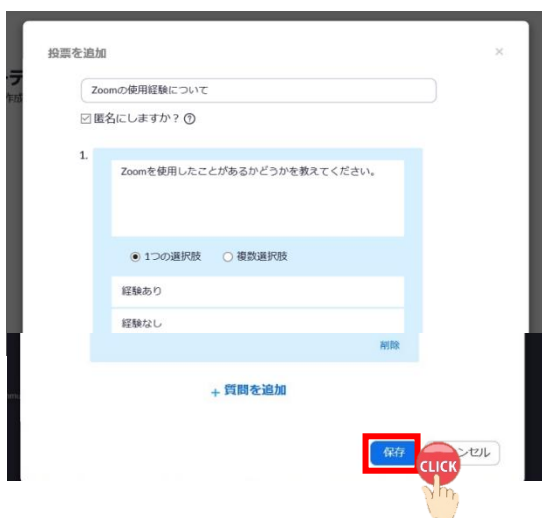 投票を追加
×
Zoomの使用経験について
匿名にしますか？
1.
Zoomを使用したことがあるかどうかを教えてください。
1つの選択肢 複数選択肢
経験あり
経験なし
削除
+ 質問を追加
保存 ンセル
CLICK